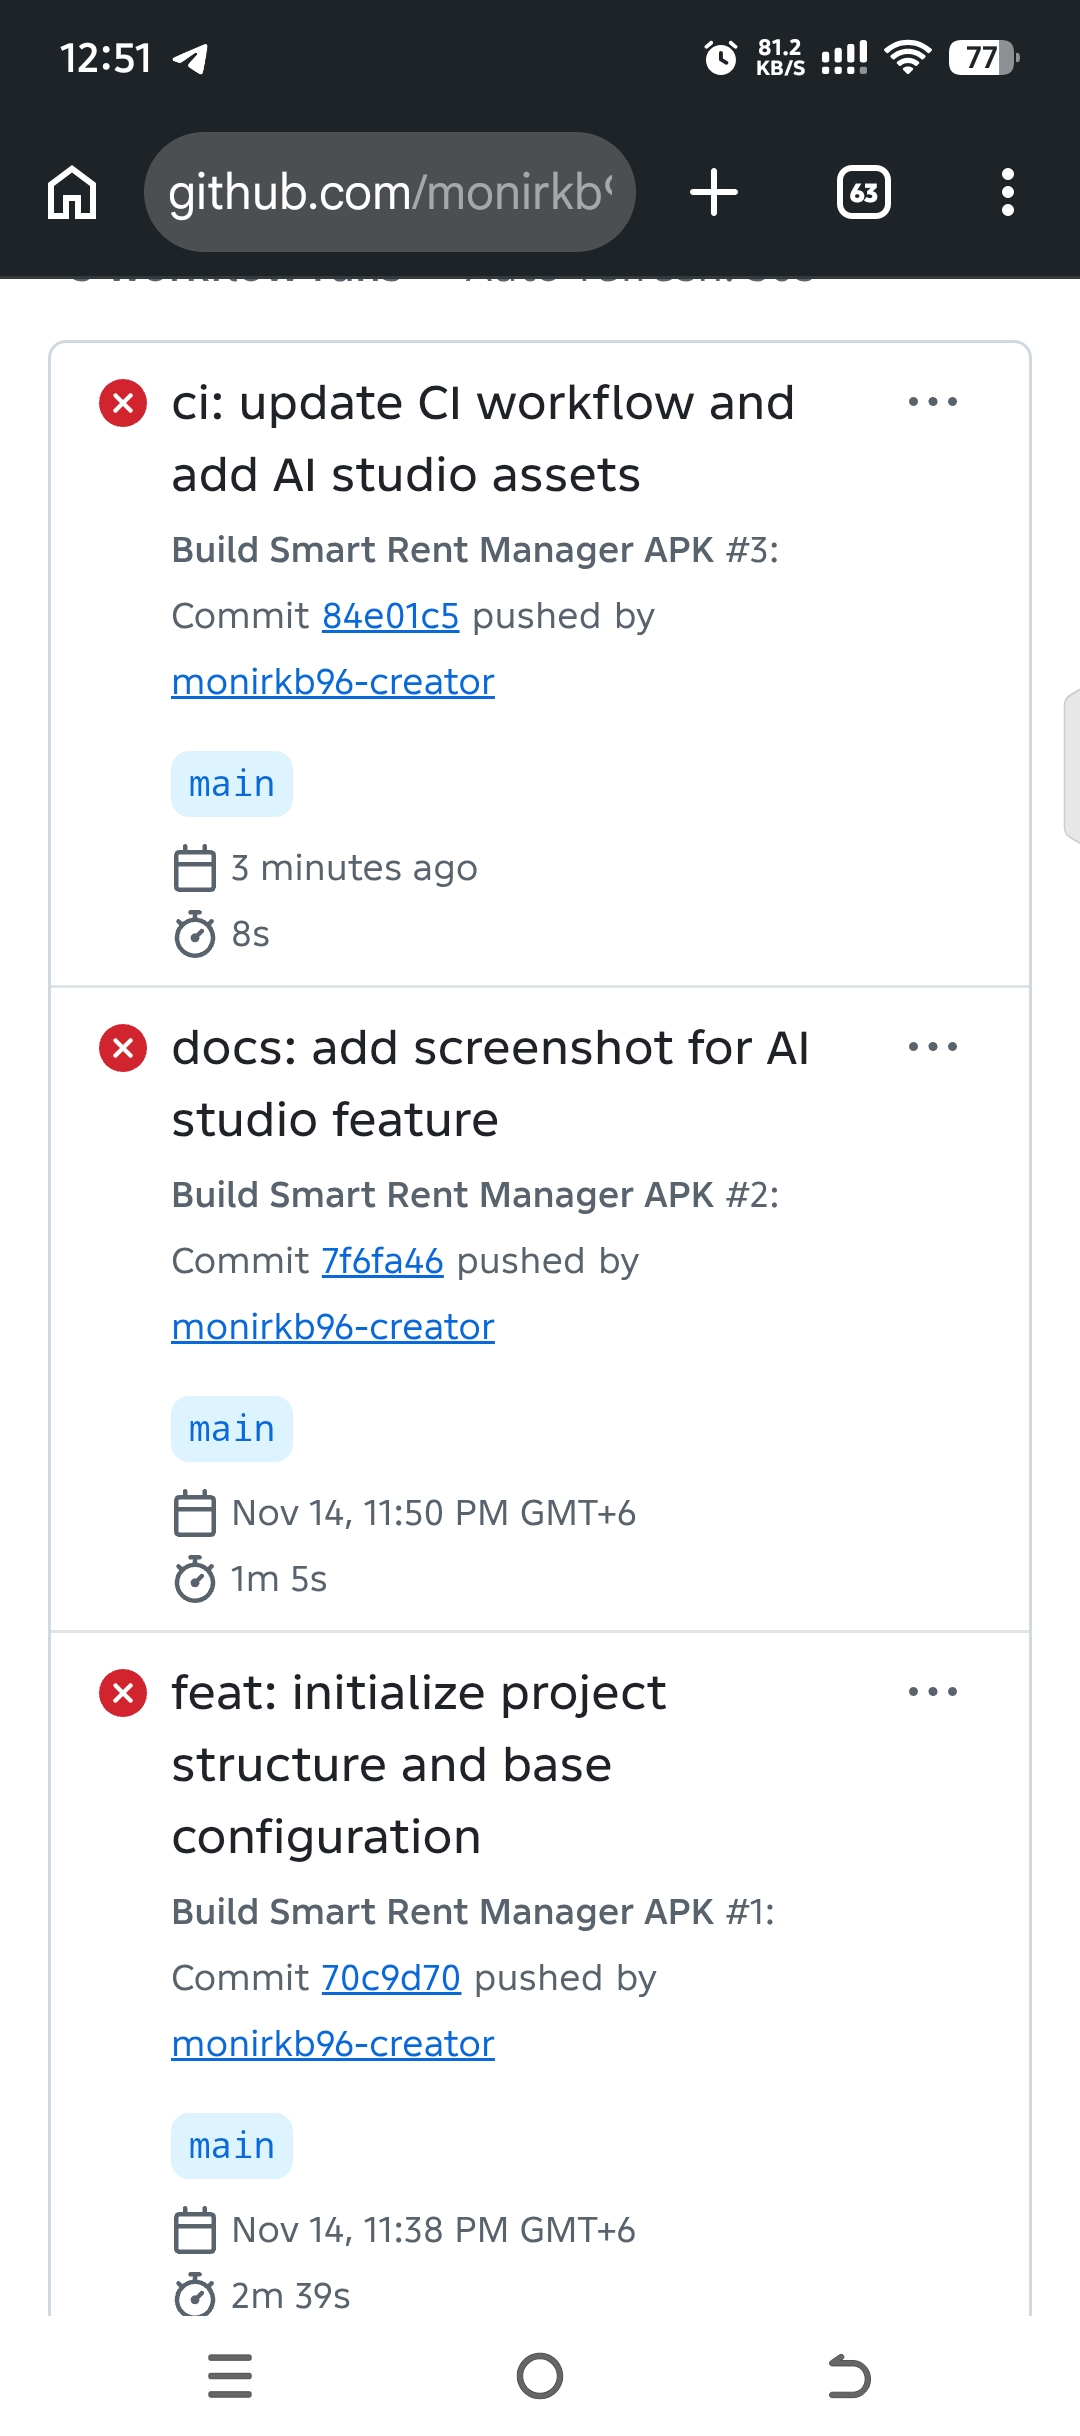 12:51
81.2
KB/S
77
github.com/monirkb
63
ci: update CI workflow and
add AI studio assets
Build Smart Rent Manager APK #3:
Commit 84e01c5 pushed by
monirkb96-creator
main
3 minutes ago
8s
docs: add screenshot for AI
studio feature
Build Smart Rent Manager APK #2:
Commit 7f6fa46 pushed by
monirkb96-creator
main
Nov 14, 11:50 PM GMT+6
1m 5s
feat: initialize project
structure and base
configuration
Build Smart Rent Manager APK #1:
Commit 70c9d70 pushed by
monirkb96-creator
main
Nov 14, 11:38 PM GMT+6
2m 39s